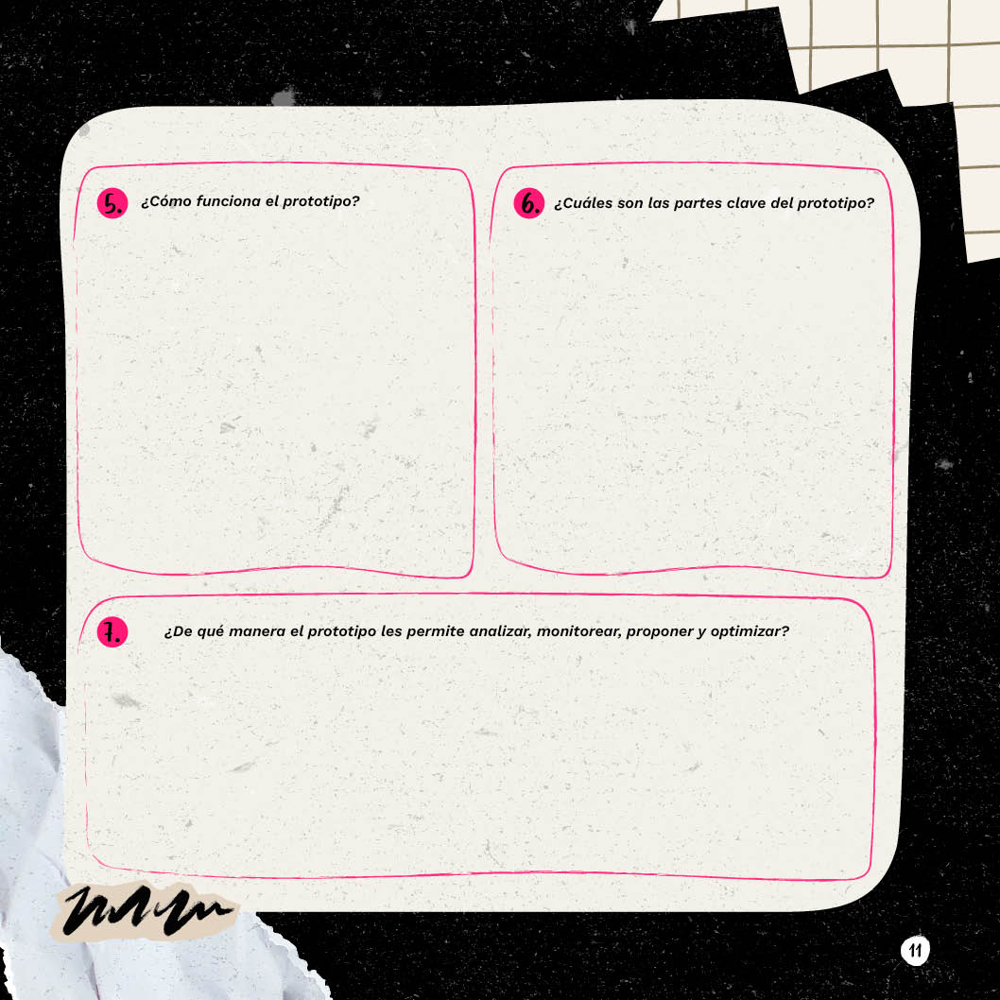 5. ¿Cómo funciona el prototipo?
6. ¿Cuáles son las partes clave del prototipo?
7. ¿De qué manera el prototipo les permite analizar, monitorear, proponer y optimizar?
11